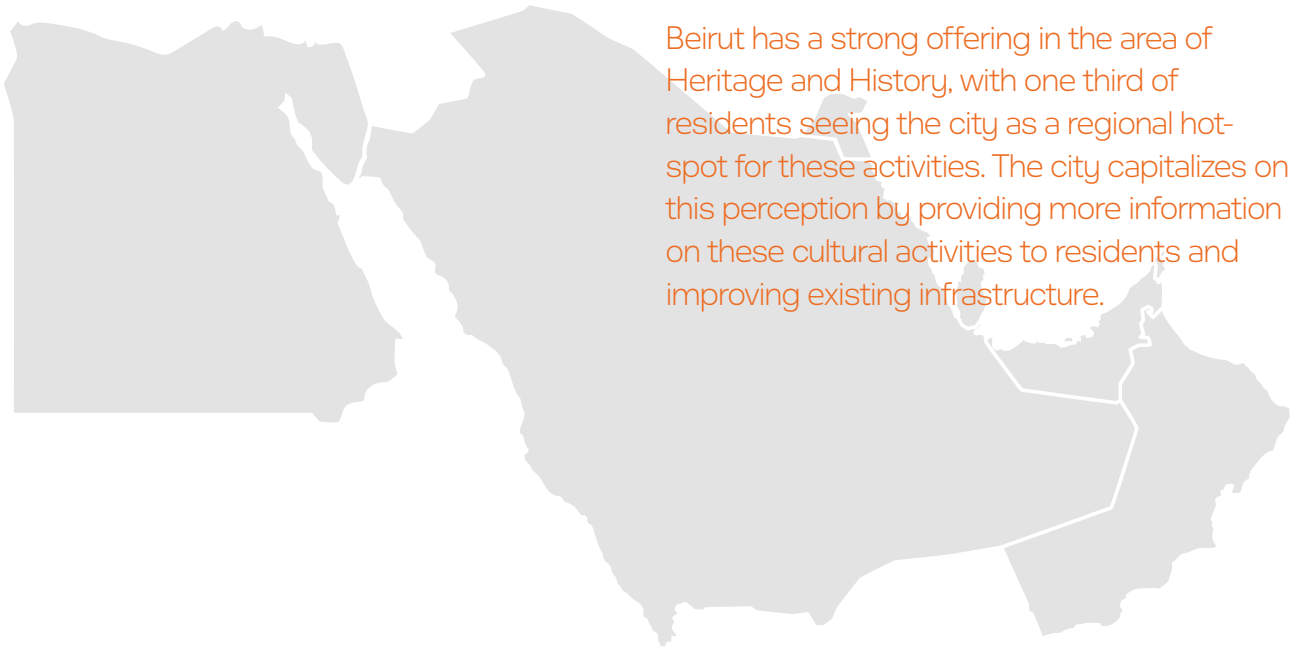 Beirut has a strong offering in the area of
Heritage and History, with one third of
residents seeing the city as a regional hot-
spot for these activities. The city capitalizes on
this perception by providing more information
on these cultural activities to residents and
improving existing infrastructure.